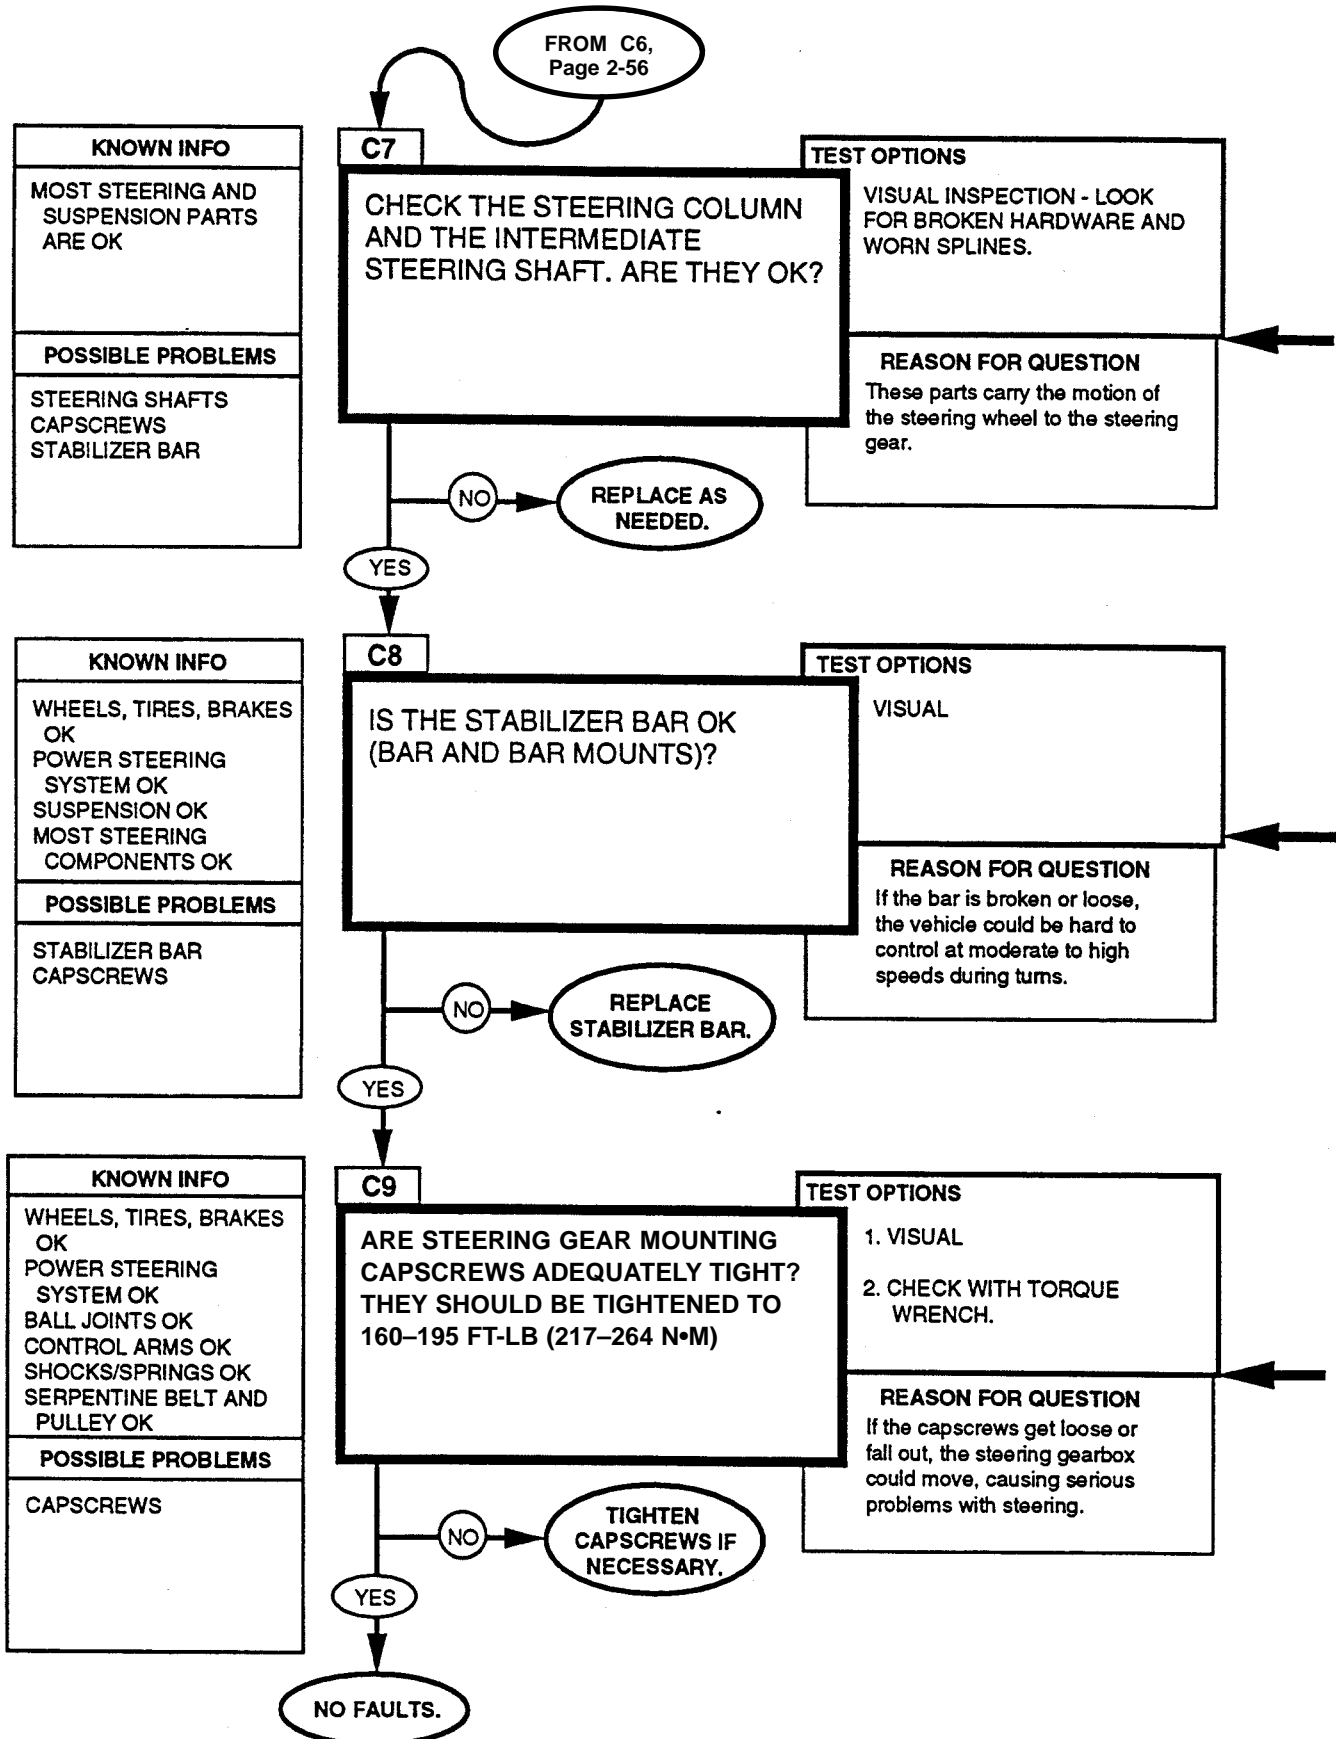 FROM C6,
Page 2-56
KNOWN INFO
MOST STEERING AND
SUSPENSION PARTS
ARE OK
POSSIBLE PROBLEMS
STEERING SHAFTS
CAPSCREWS
STABILIZER BAR
C7
CHECK THE STEERING COLUMN
AND THE INTERMEDIATE
STEERING SHAFT. ARE THEY OK?
TEST OPTIONS
VISUAL INSPECTION - LOOK
FOR BROKEN HARDWARE AND
WORN SPLINES.
REASON FOR QUESTION
These parts carry the motion of
the steering wheel to the steering
gear.
NO
REPLACE AS
NEEDED.
YES
KNOWN INFO
WHEELS, TIRES, BRAKES
OK
POWER STEERING
SYSTEM OK
SUSPENSION OK
MOST STEERING
COMPONENTS OK
POSSIBLE PROBLEMS
STABILIZER BAR
CAPSCREWS
C8
IS THE STABILIZER BAR OK
(BAR AND BAR MOUNTS)?
TEST OPTIONS
VISUAL
REASON FOR QUESTION
If the bar is broken or loose,
the vehicle could be hard to
control at moderate to high
speeds during turns.
NO
REPLACE
STABILIZER BAR.
YES
KNOWN INFO
WHEELS, TIRES, BRAKES
OK
POWER STEERING
SYSTEM OK
BALL JOINTS OK
CONTROL ARMS OK
SHOCKS/SPRINGS OK
SERPENTINE BELT AND
PULLEY OK
POSSIBLE PROBLEMS
CAPSCREWS
C9
ARE STEERING GEAR MOUNTING
CAPSCREWS ADEQUATELY TIGHT?
THEY SHOULD BE TIGHTENED TO
160–195 FT-LB (217–264 N•M)
TEST OPTIONS
1. VISUAL
2. CHECK WITH TORQUE
WRENCH.
REASON FOR QUESTION
If the capscrews get loose or
fall out, the steering gearbox
could move, causing serious
problems with steering.
NO
TIGHTEN
CAPSCREWS IF
NECESSARY.
YES
NO FAULTS.